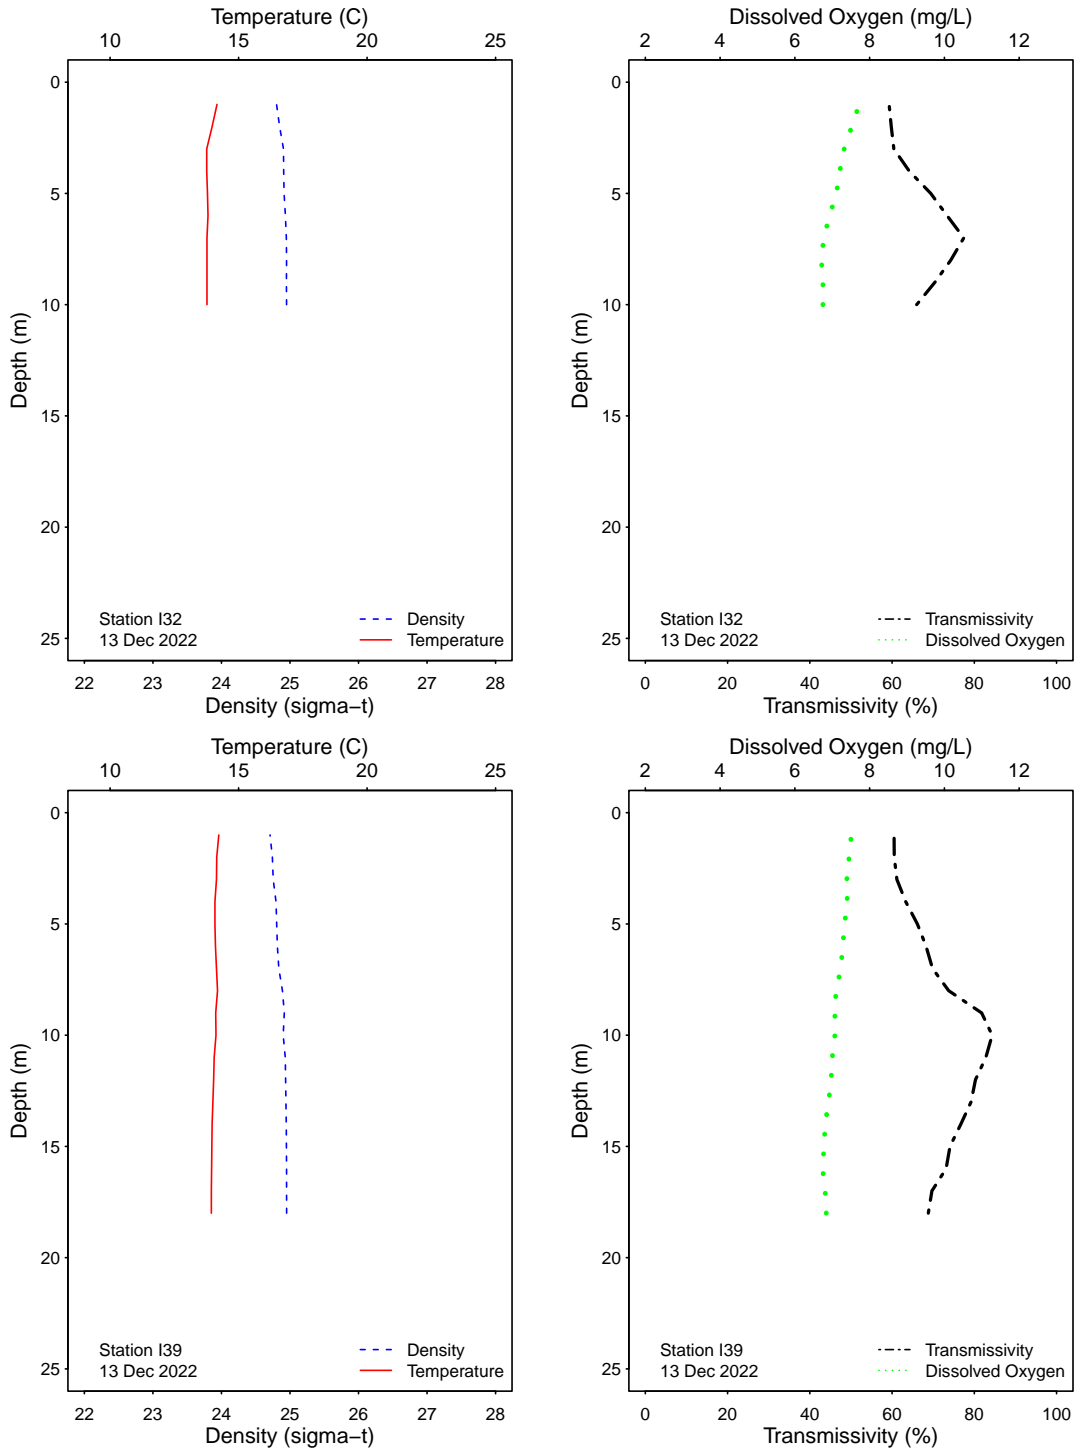 Temperature (C)
10 15 20 25
0
5
10
15
20
25
Depth (m)
Station I32
13 Dec 2022
Density
Temperature
22 23 24 25 26 27 28
Density (sigma−t)
Dissolved Oxygen (mg/L)
2 4 6 8 10 12
0
5
10
15
20
25
Depth (m)
Station I32
13 Dec 2022
Transmissivity
Dissolved Oxygen
0 20 40 60 80 100
Transmissivity (%)
Temperature (C)
10 15 20 25
0
5
10
15
20
25
Depth (m)
Station I39
13 Dec 2022
Density
Temperature
22 23 24 25 26 27 28
Density (sigma−t)
Dissolved Oxygen (mg/L)
2 4 6 8 10 12
0
5
10
15
20
25
Depth (m)
Station I39
13 Dec 2022
Transmissivity
Dissolved Oxygen
0 20 40 60 80 100
Transmissivity (%)